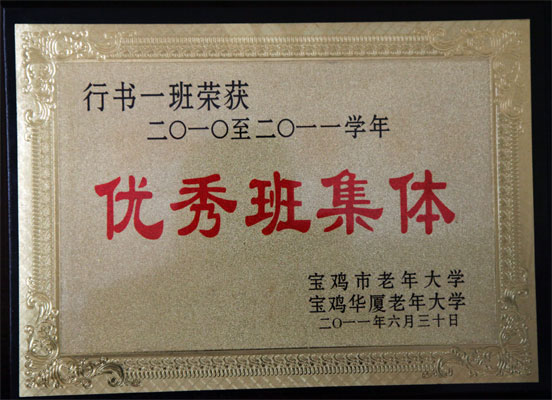 行书一班荣获
二〇一〇至二〇一一学年
优秀班集体
宝鸡市老年大学
宝鸡华厦老年大学
二〇一一年六月三十日